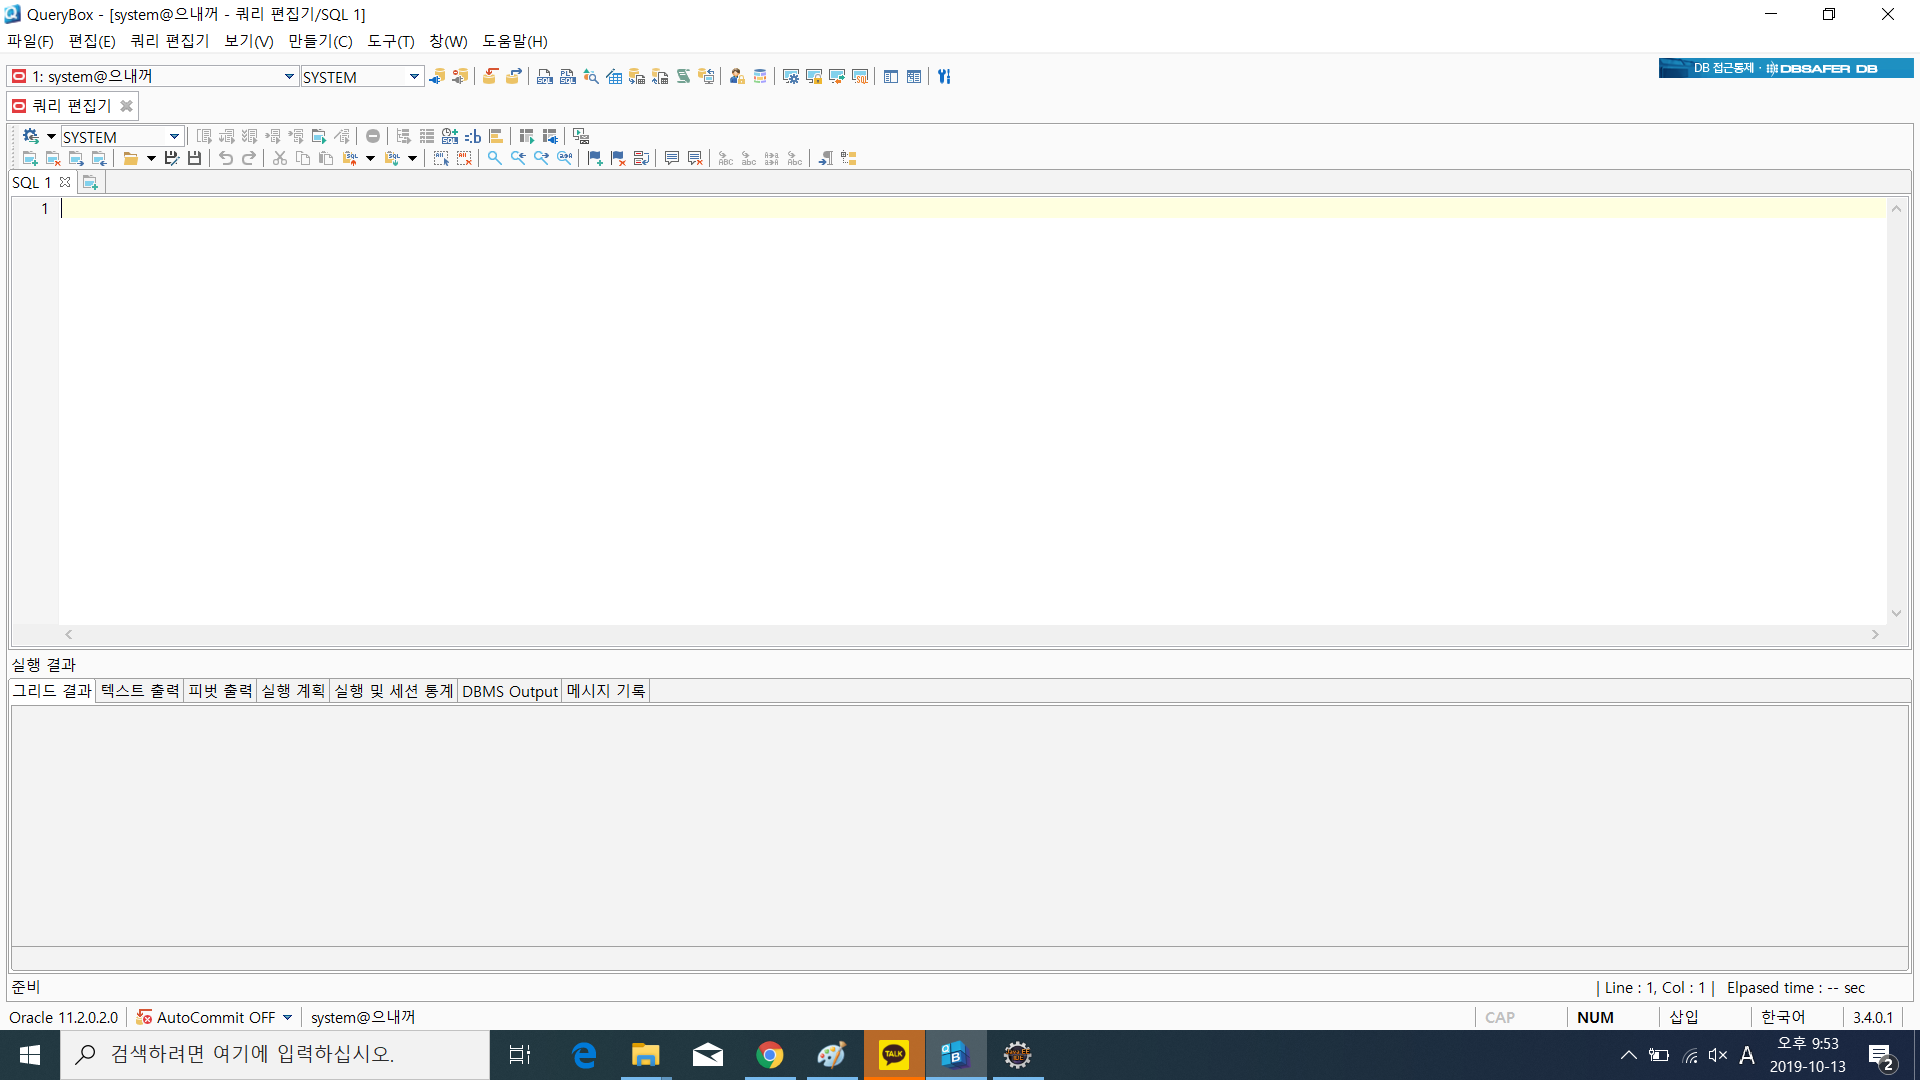 QueryBox - [system@으내꺼 - 쿼리 편집기/SQL 1]
파일(F) 편집(E) 쿼리 편집기 보기(V) 만들기(C) 도구(T) 창(W) 도움말(H)
1: system@으내꺼 SYSTEM DB 접근통제 · DBSAFER DB
쿼리 편집기
SYSTEM
SQL 1
1
실행 결과
그리드 결과 텍스트 출력 피벗 출력 실행 계획 실행 및 세션 통계 DBMS Output 메시지 기록
준비 | Line : 1, Col : 1 | Elpased time : -- sec
Oracle 11.2.0.2.0 AutoCommit OFF system@으내꺼 CAP NUM 삽입 한국어 3.4.0.1
검색하려면 여기에 입력하십시오. TALK A 오후 9:53
2019-10-13 2